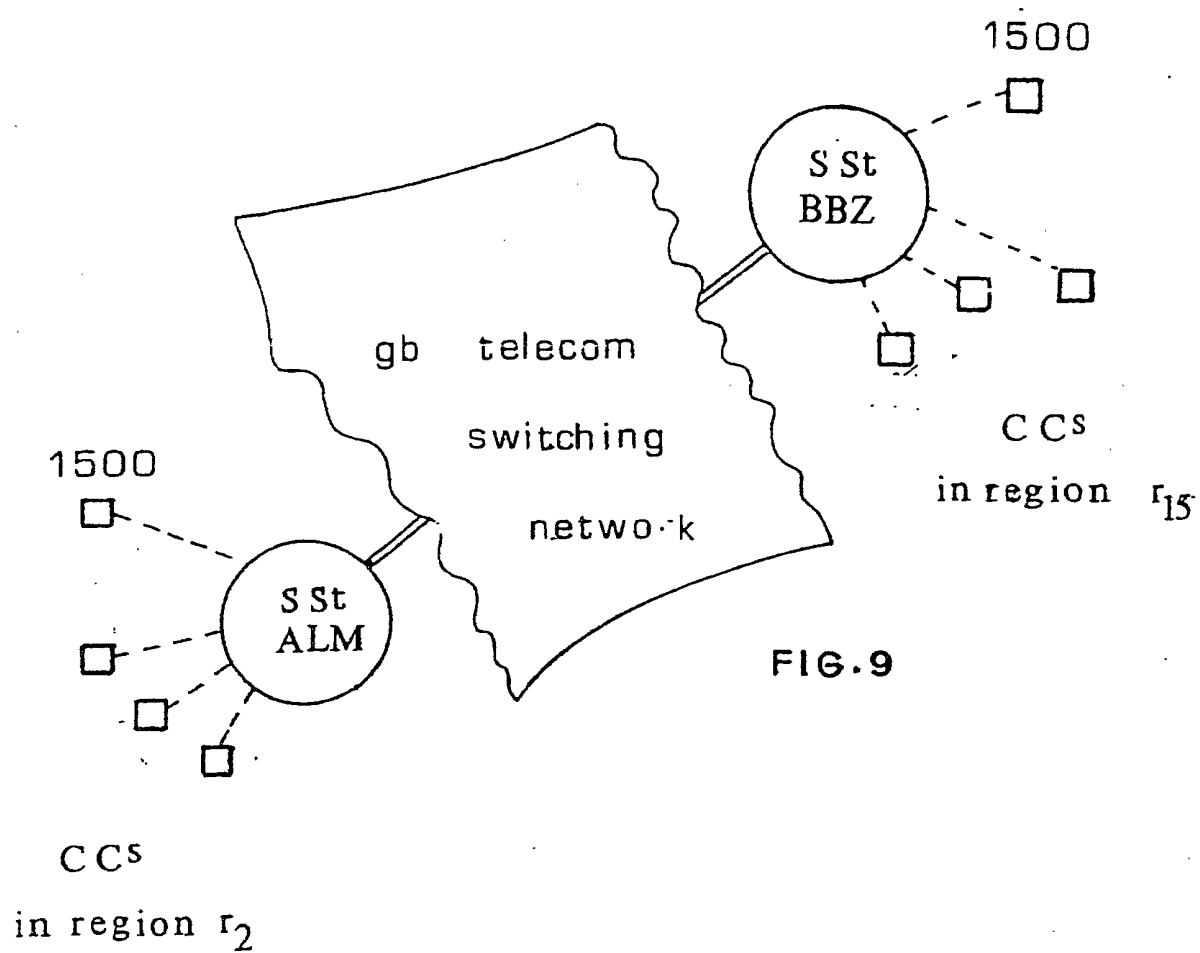 1500
S St
BBZ
gb telecom
switching
netwo·k
C Cs
in region r15
1500
S St
ALM
FIG.9
C Cs
in region r2